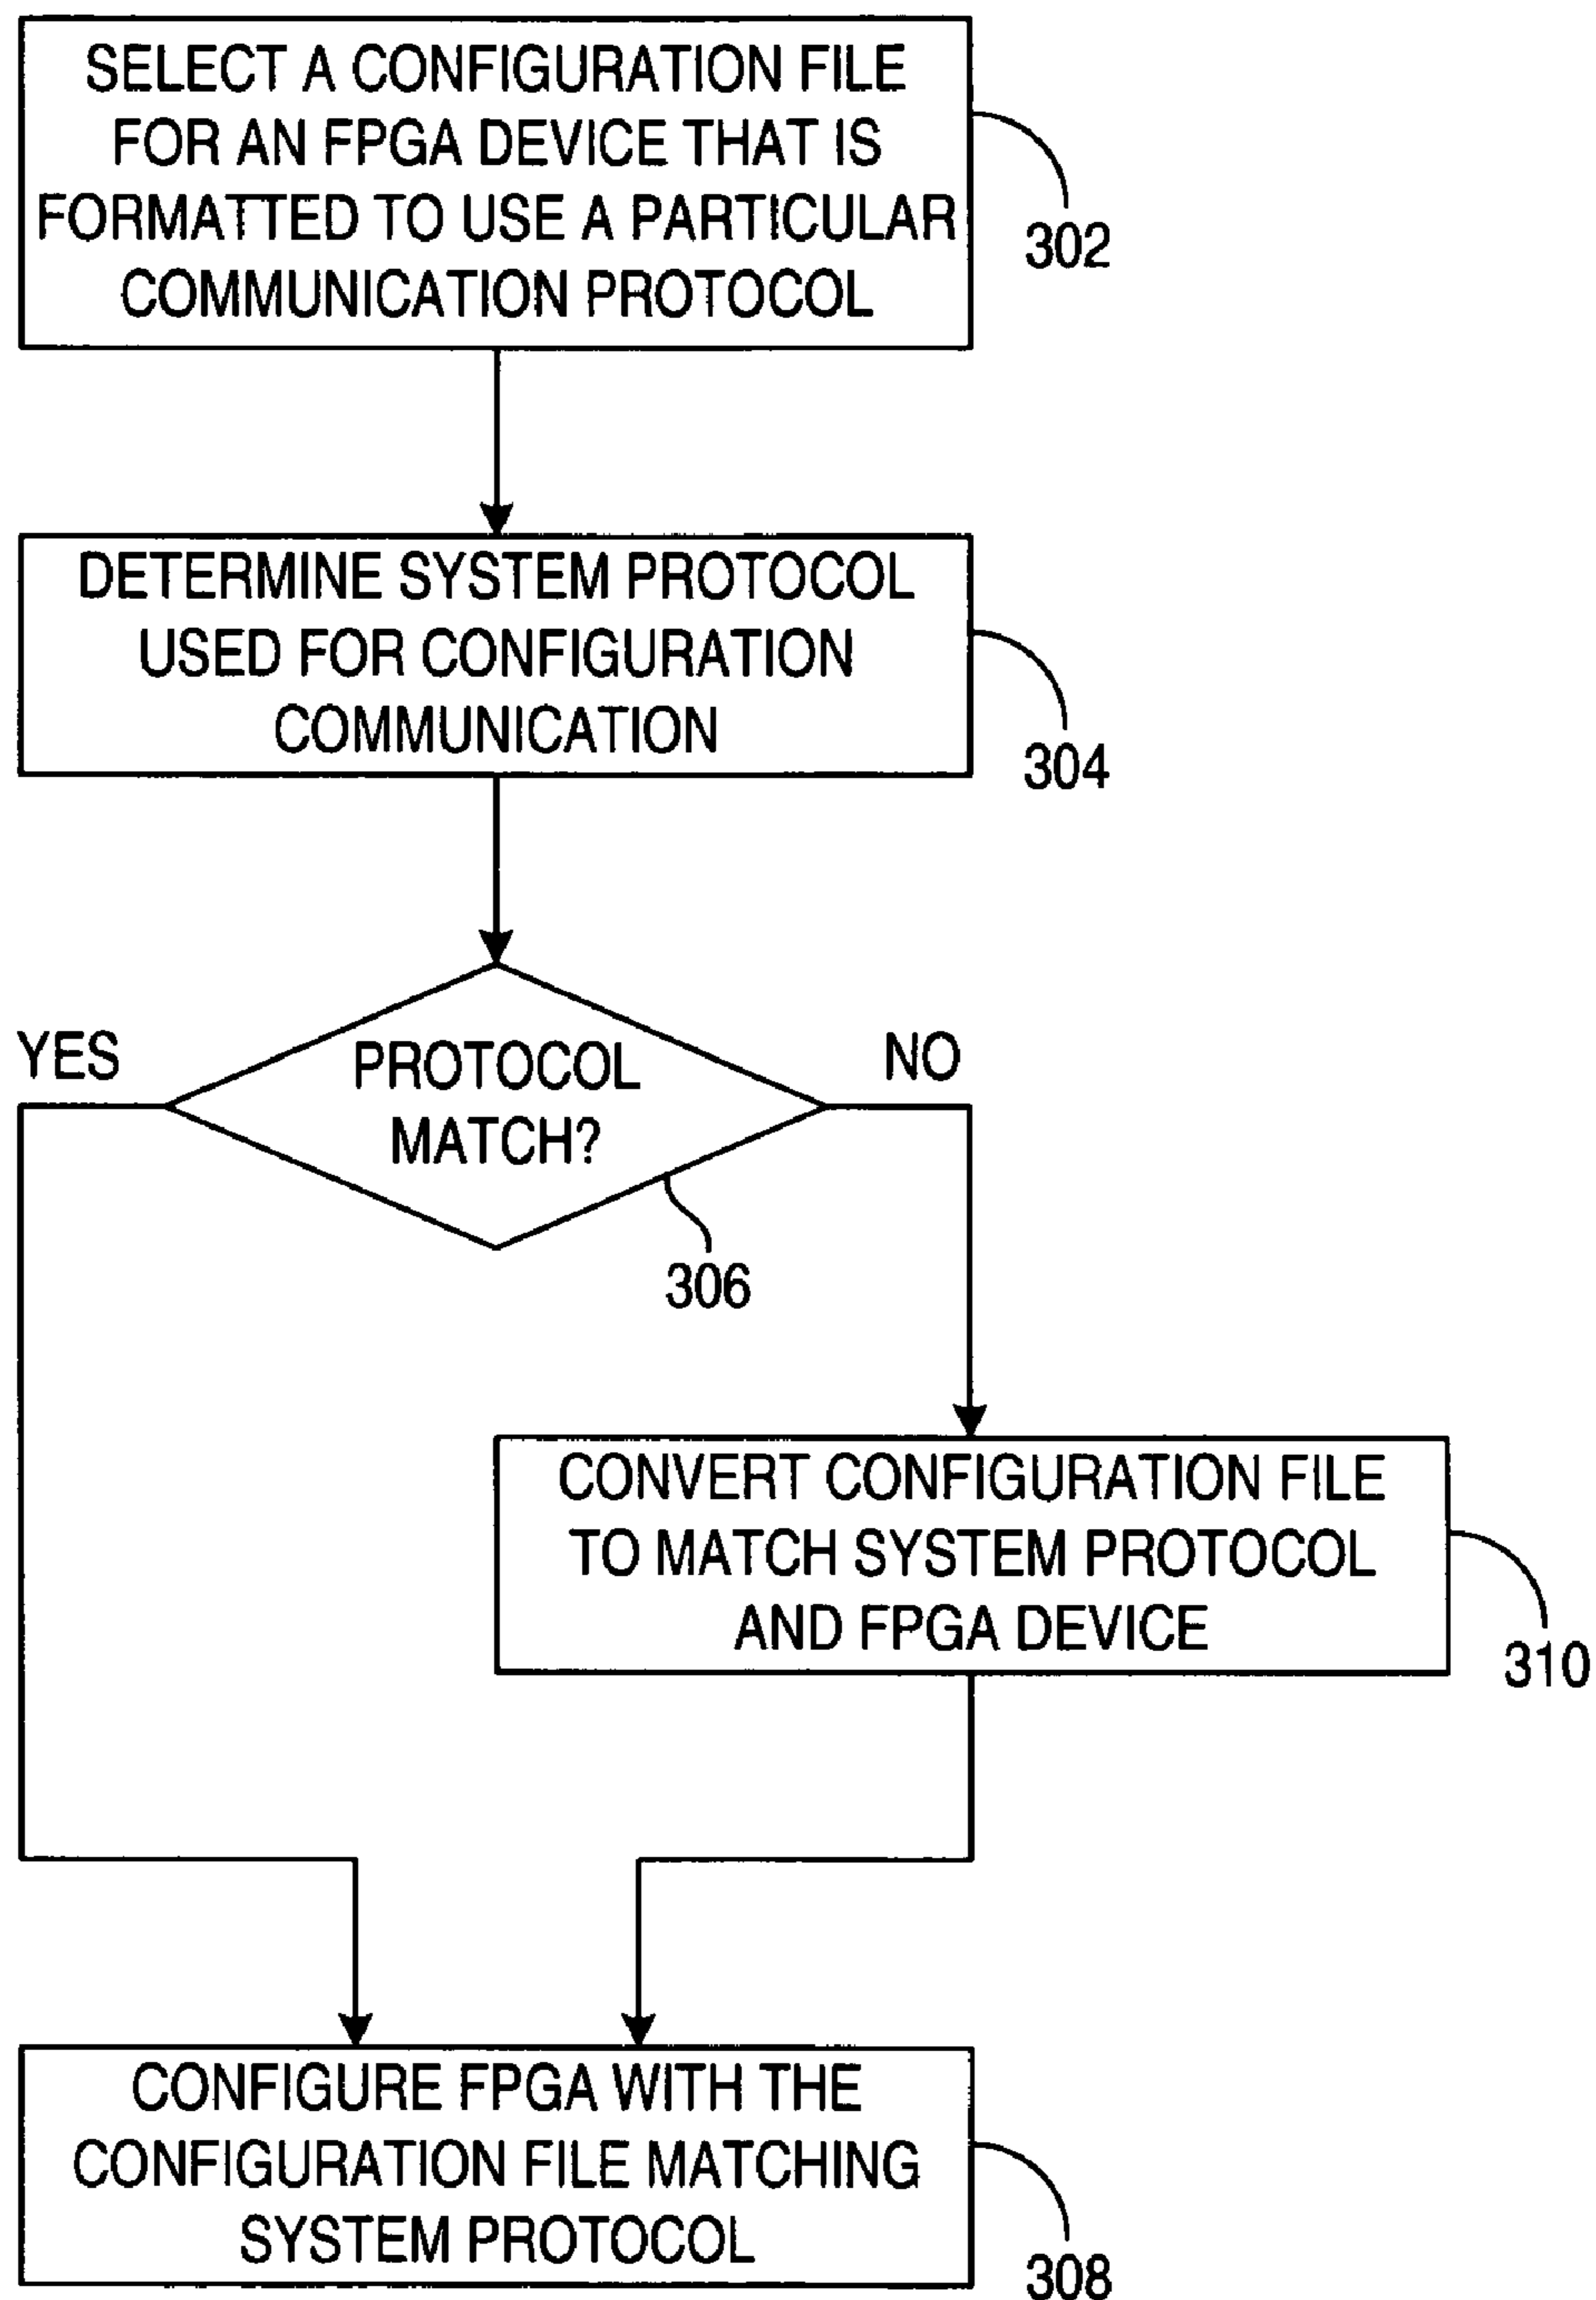 SELECT A CONFIGURATION FILE
FOR AN FPGA DEVICE THAT IS
FORMATTED TO USE A PARTICULAR
COMMUNICATION PROTOCOL
302
DETERMINE SYSTEM PROTOCOL
USED FOR CONFIGURATION
COMMUNICATION
304
YES
PROTOCOL
MATCH?
NO
306
CONVERT CONFIGURATION FILE
TO MATCH SYSTEM PROTOCOL
AND FPGA DEVICE
310
CONFIGURE FPGA WITH THE
CONFIGURATION FILE MATCHING
SYSTEM PROTOCOL
308